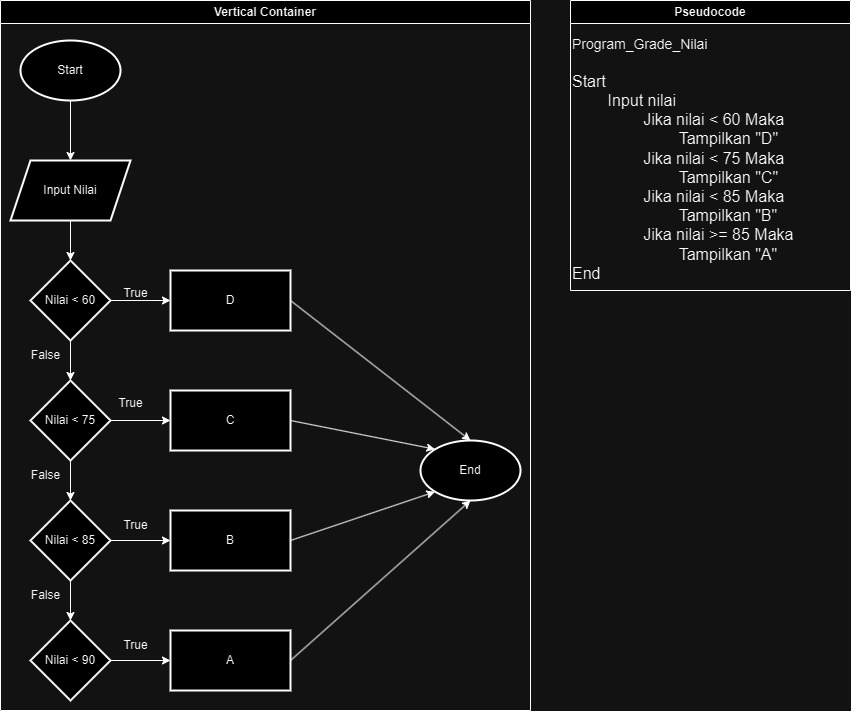 Vertical Container
Start
Input Nilai
Nilai < 60
True
D
False
Nilai < 75
True
C
False
End
Nilai < 85
True
B
False
Nilai < 90
True
A
Pseudocode
Program_Grade_Nilai
Start
Input nilai
Jika nilai < 60 Maka
Tampilkan "D"
Jika nilai < 75 Maka
Tampilkan "C"
Jika nilai < 85 Maka
Tampilkan "B"
Jika nilai >= 85 Maka
Tampilkan "A"
End